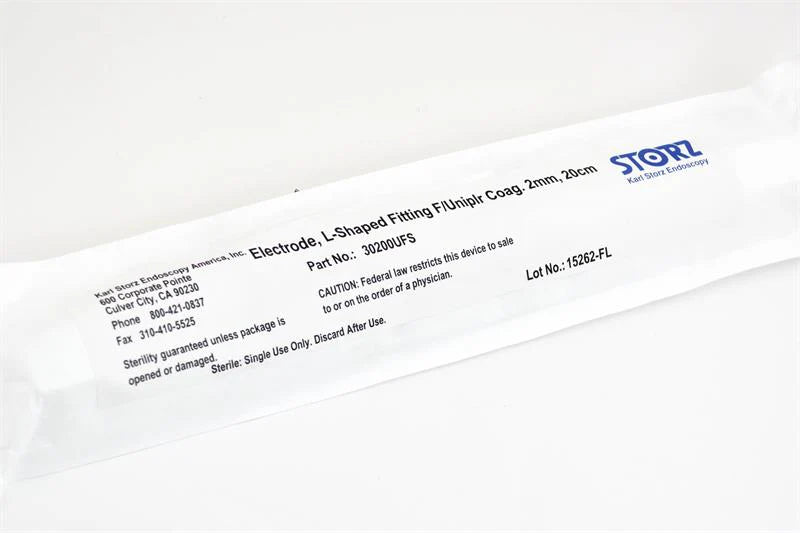 STORZ
Karl Storz Endoscopy
Electrode, L-Shaped Fitting F/Uniplr Coag. 2mm, 20cm
Part No.: 30200UFS
Karl Storz Endoscopy America, Inc.
600 Corporate Pointe
Culver City, CA 90230
Phone 800-421-0837
Fax 310-410-5525
CAUTION: Federal law restricts this device to sale
to or on the order of a physician.
Lot No.: 15262-FL
Sterility guaranteed unless package is
opened or damaged.
Sterile: Single Use Only. Discard After Use.